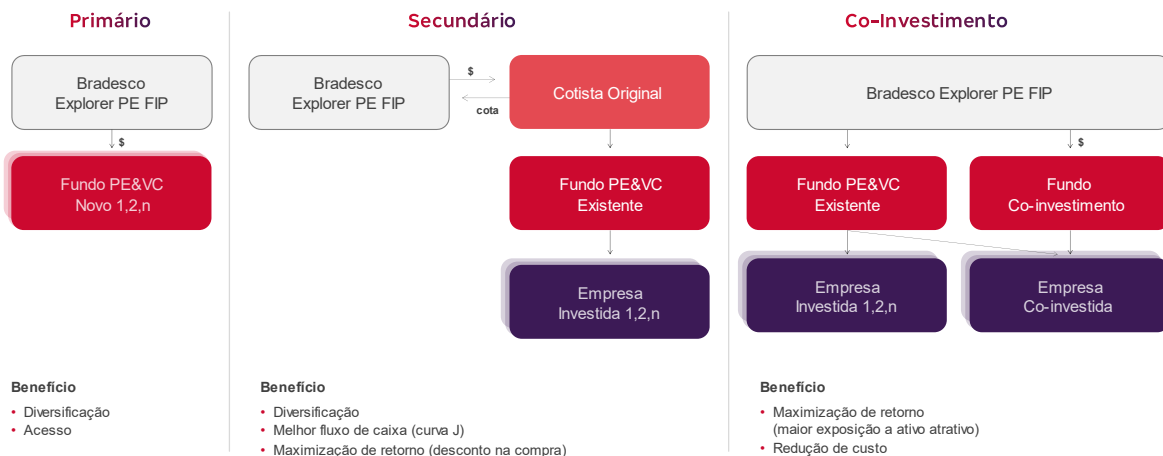 Primário
Bradesco
Explorer PE FIP
$
Fundo PE&VC
Novo 1,2,n
Benefício
• Diversificação
• Acesso
Secundário
Bradesco
Explorer PE FIP
$
cota
Cotista Original
Fundo PE&VC
Existente
Empresa
Investida 1,2,n
Benefício
• Diversificação
• Melhor fluxo de caixa (curva J)
• Maximização de retorno (desconto na compra)
Co-Investimento
Bradesco Explorer PE FIP
$
Fundo PE&VC
Existente
Fundo
Co-investimento
Empresa
Investida 1,2,n
Empresa
Co-investida
Benefício
• Maximização de retorno
(maior exposição a ativo atrativo)
• Redução de custo